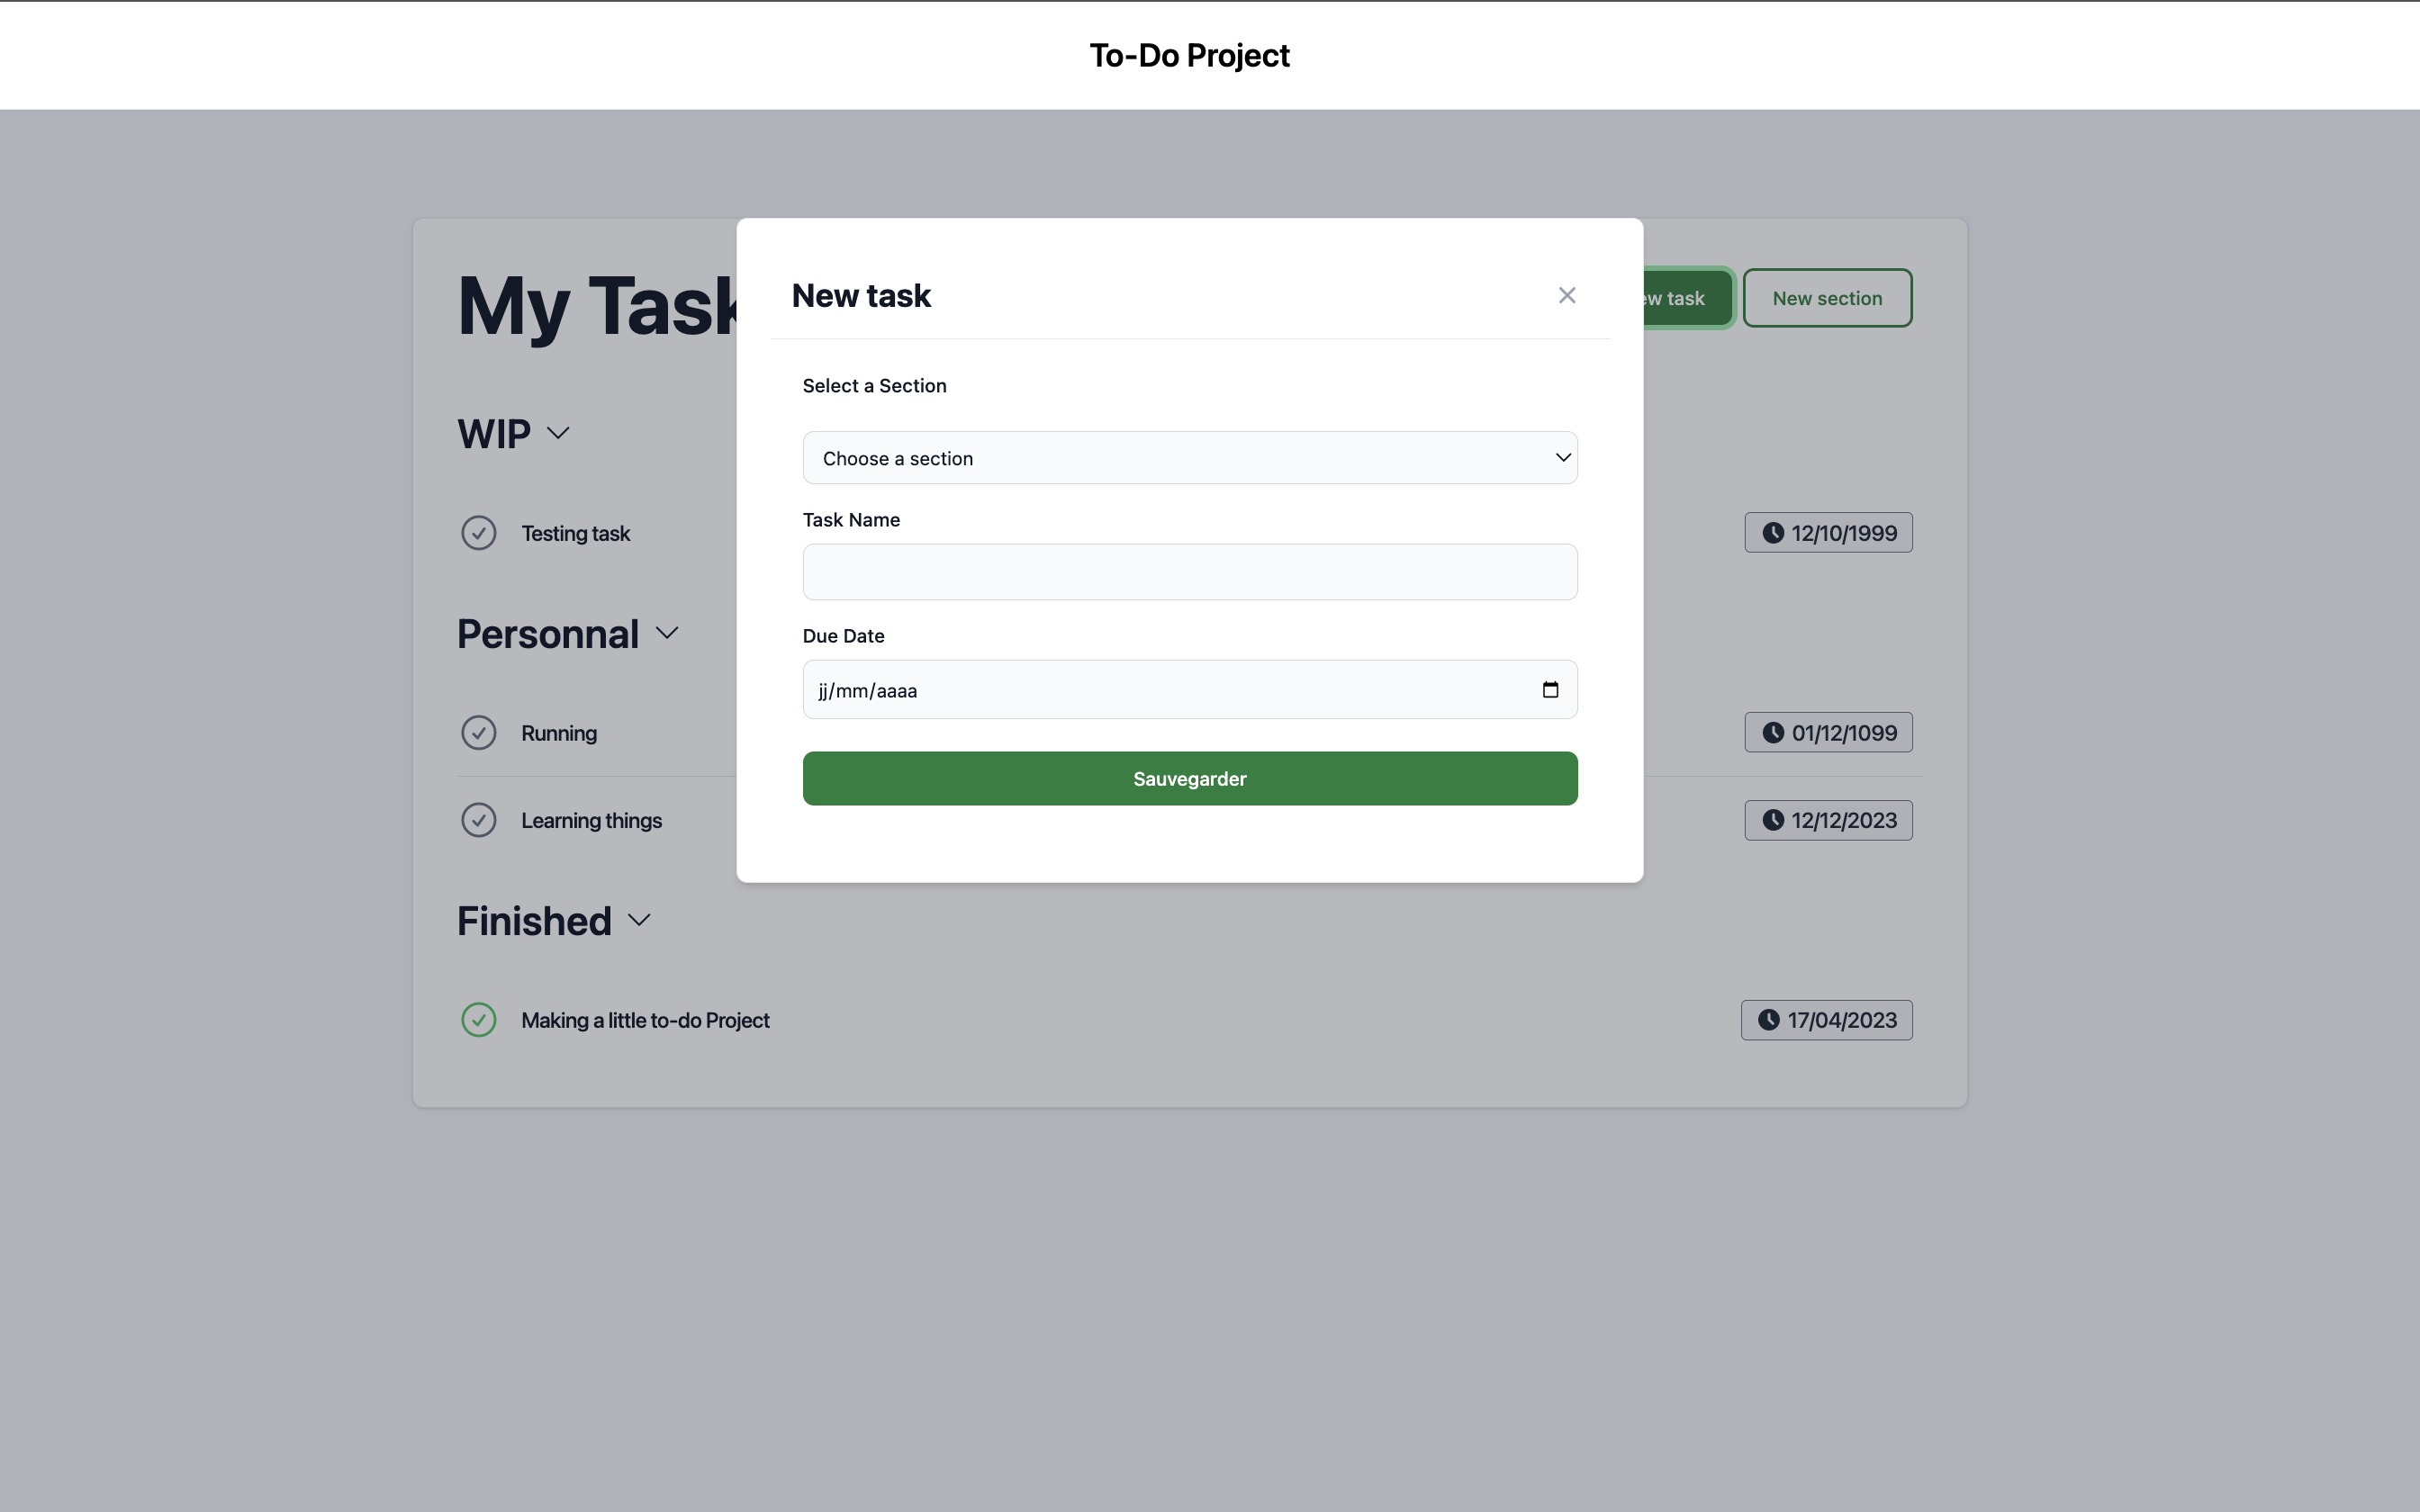 To-Do Project
My Task
New task
ew task
New section
Select a Section
WIP
Choose a section
Task Name
Testing task
12/10/1999
Personnal
Due Date
jj/mm/aaaa
Running
01/12/1099
Sauvegarder
Learning things
12/12/2023
Finished
Making a little to-do Project
17/04/2023